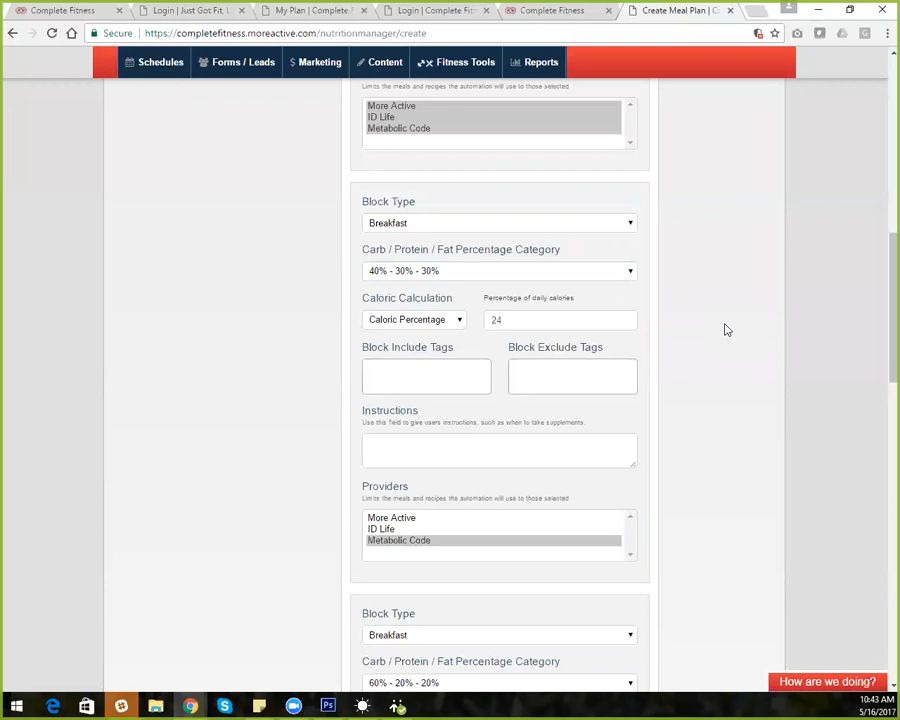 Complete Fitness
Login | Just Got Fit, L
My Plan | Complete
Login | Complete Fitn
Complete Fitness
Create Meal Plan | Co
Secure
https://completefitness.moreactive.com/nutritionmanager/create
Schedules
Forms / Leads
Marketing
Content
Fitness Tools
Reports
Limits the meals and recipes the automation will use to those selected
More Active
ID Life
Metabolic Code
Block Type
Breakfast
Carb / Protein / Fat Percentage Category
40% - 30% - 30%
Caloric Calculation
Percentage of daily calories
Caloric Percentage
24
Block Include Tags
Block Exclude Tags
Instructions
Use this field to give users instructions, such as when to take supplements.
Providers
Limits the meals and recipes the automation will use to those selected
More Active
ID Life
Metabolic Code
Block Type
Breakfast
Carb / Protein / Fat Percentage Category
60% - 20% - 20%
How are we doing?
10:43 AM
5/16/2017